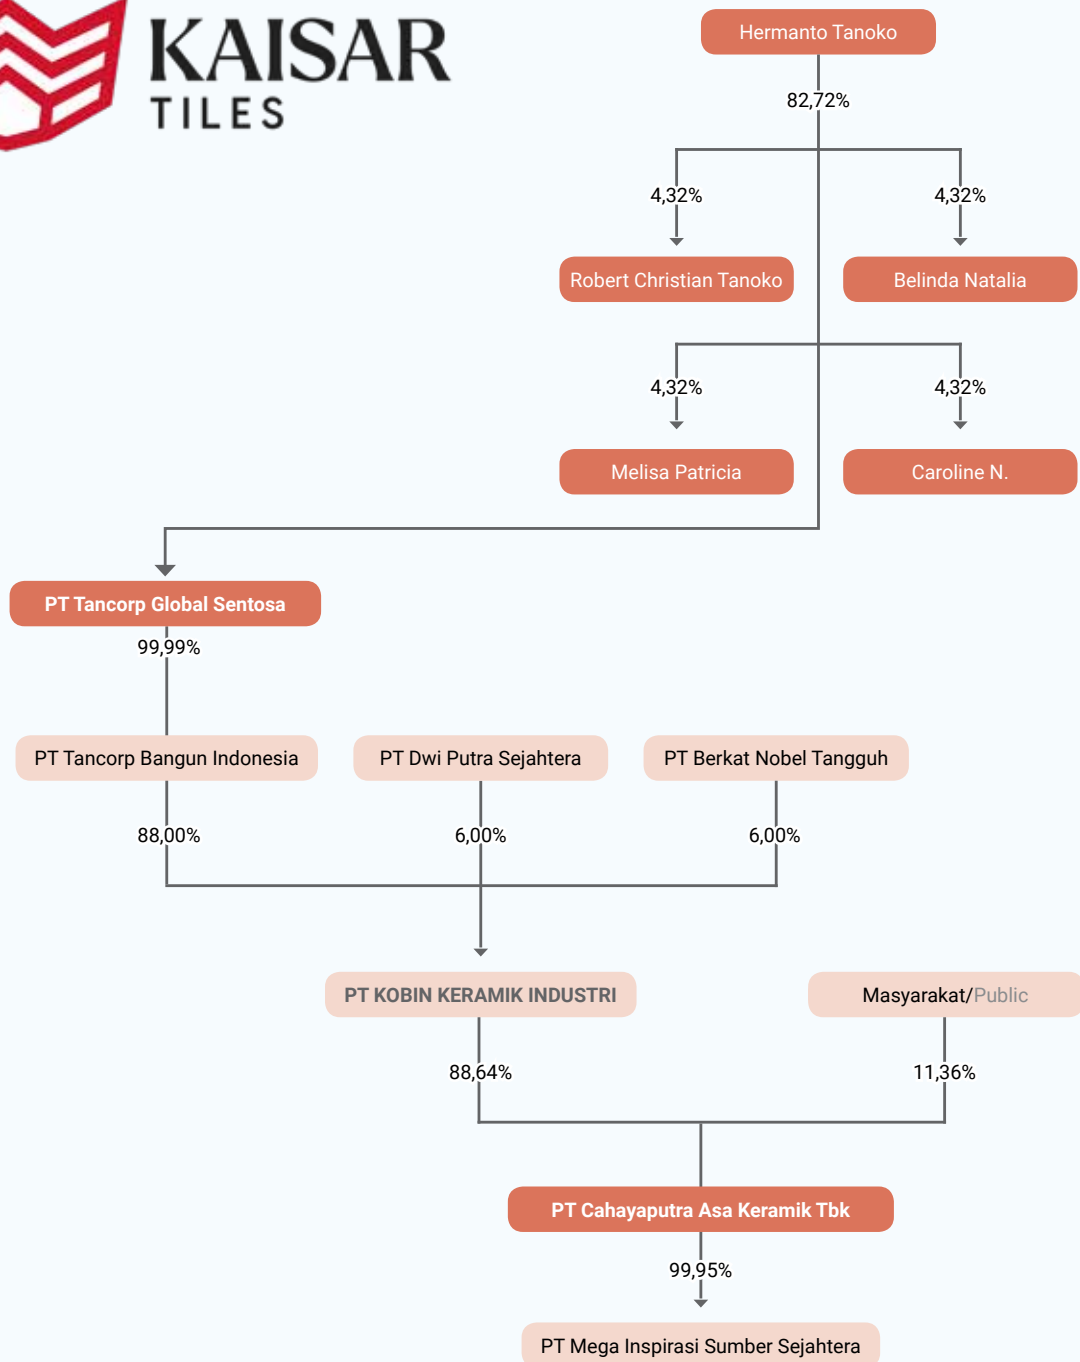 KAISAR
TILES
Hermanto Tanoko
82,72%
4,32%
4,32%
Robert Christian Tanoko
Belinda Natalia
4,32%
4,32%
Melisa Patricia
Caroline N.
PT Tancorp Global Sentosa
99,99%
PT Tancorp Bangun Indonesia
PT Dwi Putra Sejahtera
PT Berkat Nobel Tangguh
88,00%
6,00%
6,00%
PT KOBIN KERAMIK INDUSTRI
Masyarakat/Public
88,64%
11,36%
PT Cahayaputra Asa Keramik Tbk
99,95%
PT Mega Inspirasi Sumber Sejahtera